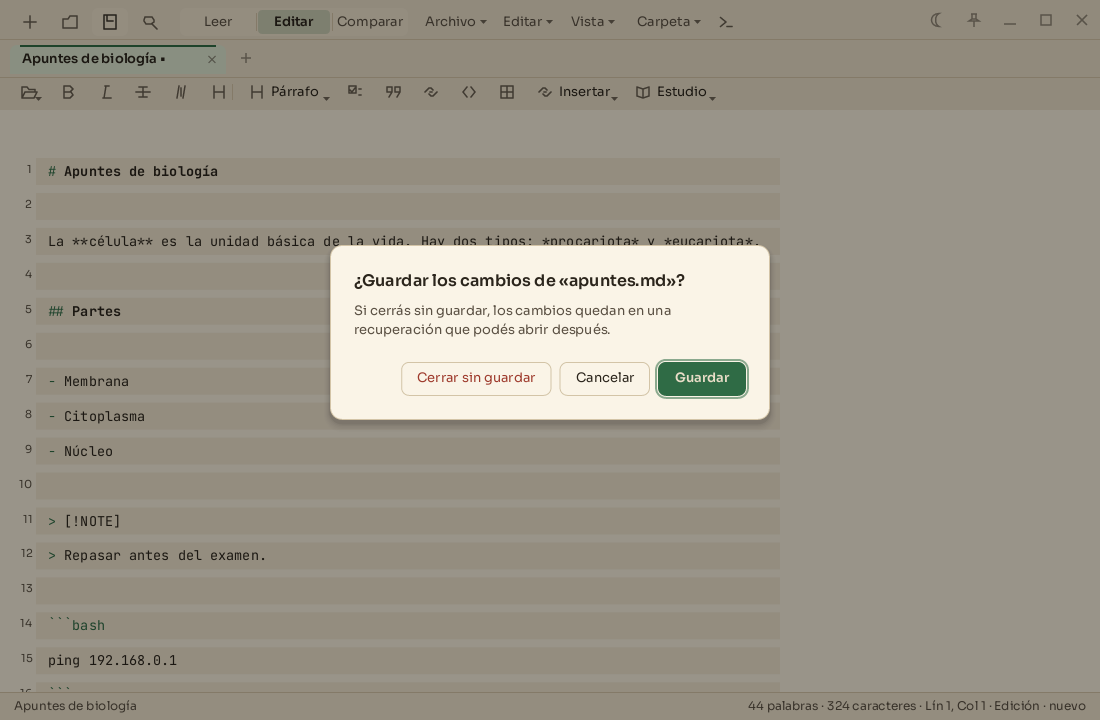 Leer Editar Comparar Archivo Editar Vista Carpeta
Apuntes de biología • × +
B I H H Párrafo Insertar Estudio
1 # Apuntes de biología
2
3 La **célula** es la unidad básica de la vida. Hay dos tipos: *procariota* y *eucariota*.
4
¿Guardar los cambios de «apuntes.md»?
5 ## Partes
Si cerrás sin guardar, los cambios quedan en una
recuperación que podés abrir después.
6
7 - Membrana
Cerrar sin guardar Cancelar Guardar
8 - Citoplasma
9 - Núcleo
10
11 > [!NOTE]
12 > Repasar antes del examen.
13
14 ```bash
15 ping 192.168.0.1
16 ```
Apuntes de biología 44 palabras · 324 caracteres · Lín 1, Col 1 · Edición · nuevo